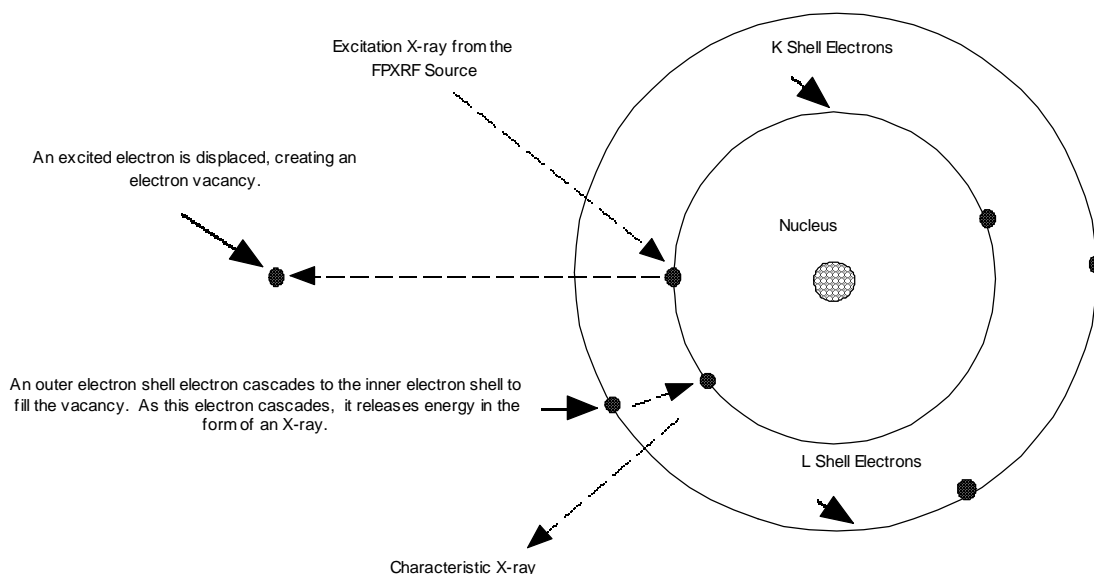 Excitation X-ray from the
FPXRF Source
K Shell Electrons
An excited electron is displaced, creating an
electron vacancy.
Nucleus
An outer electron shell electron cascades to the inner electron shell to
fill the vacancy. As this electron cascades, it releases energy in the
form of an X-ray.
L Shell Electrons
Characteristic X-ray